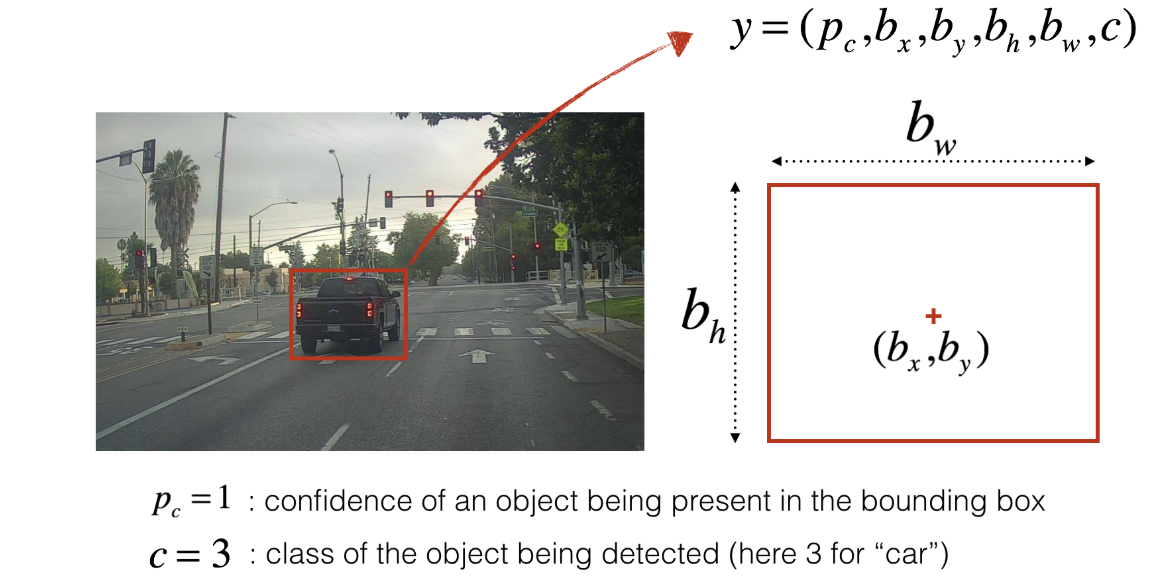 y = (p_c, b_x, b_y, b_h, b_w, c)
b_w
b_h
(b_x, b_y)
p_c = 1 : confidence of an object being present in the bounding box
c = 3 : class of the object being detected (here 3 for “car”)